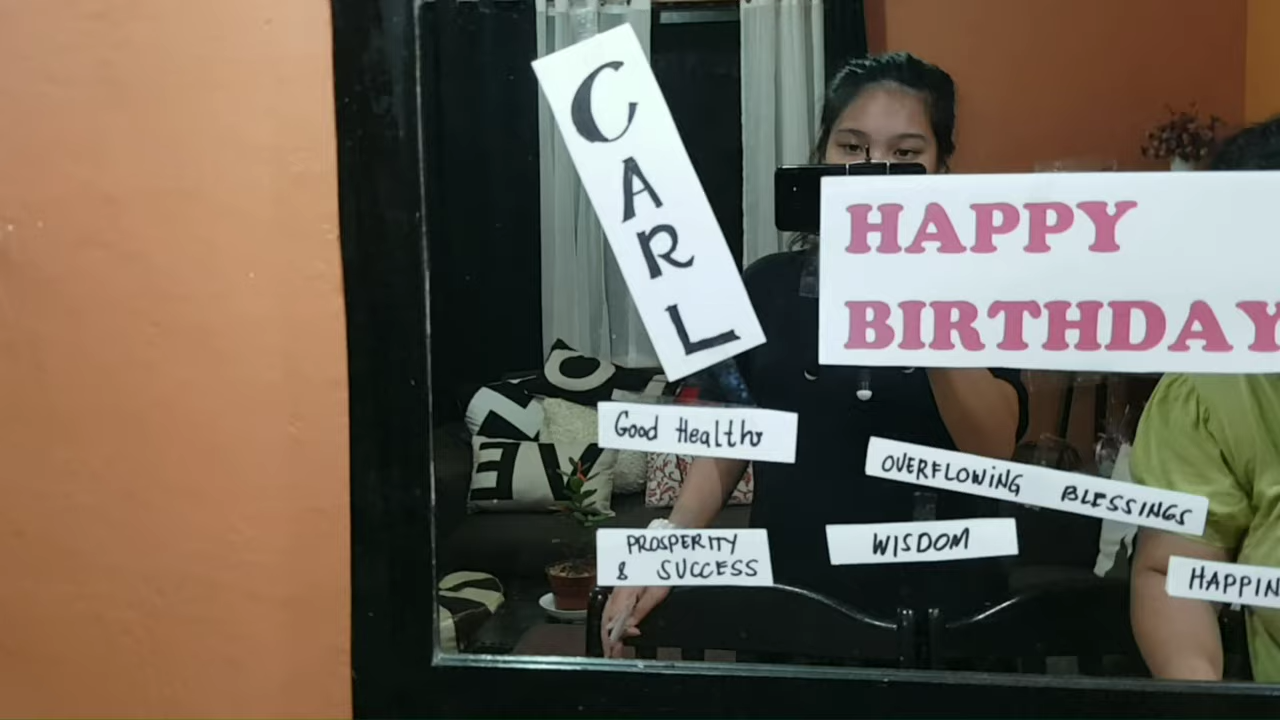 CARL
HAPPY
BIRTHDAY
Good Health
OVERFLOWING BLESSINGS
PROSPERITY
& SUCCESS
WISDOM
HAPPIN